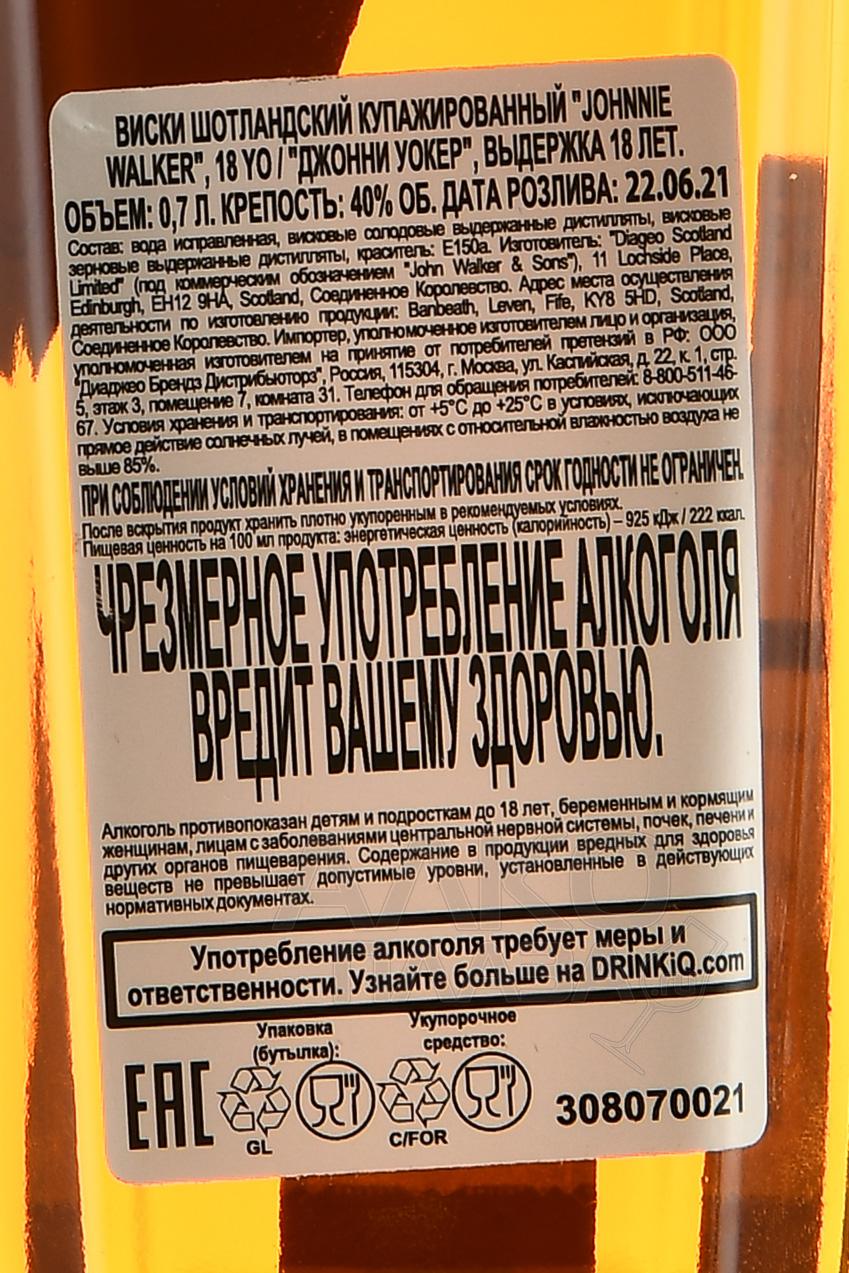 ВИСКИ ШОТЛАНДСКИЙ КУПАЖИРОВАННЫЙ "JOHNNIE
WALKER", 18 YO / "ДЖОННИ УОКЕР", ВЫДЕРЖКА 18 ЛЕТ.
ОБЪЕМ: 0,7 Л. КРЕПОСТЬ: 40% ОБ. ДАТА РОЗЛИВА: 22.06.21
Состав: вода исправленная, висковые солодовые выдержанные дистилляты, висковые
зерновые выдержанные дистилляты, краситель: E150a. Изготовитель: "Diageo Scotland
Limited" (под коммерческим обозначением "John Walker & Sons"), 11 Lochside Place,
Edinburgh, EH12 9HA, Scotland, Соединенное Королевство. Адрес места осуществления
деятельности по изготовлению продукции: Banbeath, Leven, Fife, KY8 5HD, Scotland,
Соединенное Королевство. Импортер, уполномоченное изготовителем лицо и организация,
уполномоченная изготовителем на принятие от потребителей претензий в РФ: ООО
"Диаджео Брендз Дистрибьюторз", Россия, 115304, г. Москва, ул. Каспийская, д. 22, к. 1, стр.
5, этаж 3, помещение 7, комната 31. Телефон для обращения потребителей: 8-800-511-46-
67. Условия хранения и транспортирования: от +5°C до +25°C в условиях, исключающих
прямое действие солнечных лучей, в помещениях с относительной влажностью воздуха не
выше 85%.
ПРИ СОБЛЮДЕНИИ УСЛОВИЙ ХРАНЕНИЯ И ТРАНСПОРТИРОВАНИЯ СРОК ГОДНОСТИ НЕ ОГРАНИЧЕН.
После вскрытия продукт хранить плотно укупоренным в рекомендуемых условиях.
Пищевая ценность на 100 мл продукта: энергетическая ценность (калорийность) – 925 кДж / 222 ккал.
ЧРЕЗМЕРНОЕ УПОТРЕБЛЕНИЕ АЛКОГОЛЯ
ВРЕДИТ ВАШЕМУ ЗДОРОВЬЮ.
Алкоголь противопоказан детям и подросткам до 18 лет, беременным и кормящим
женщинам, лицам с заболеваниями центральной нервной системы, почек, печени и
других органов пищеварения. Содержание в продукции вредных для здоровья
веществ не превышает допустимые уровни, установленные в действующих
нормативных документах.
Употребление алкоголя требует меры и
ответственности. Узнайте больше на DRINKiQ.com
Упаковка
(бутылка):
Укупорочное
средство:
EAC
GL
C/FOR
308070021